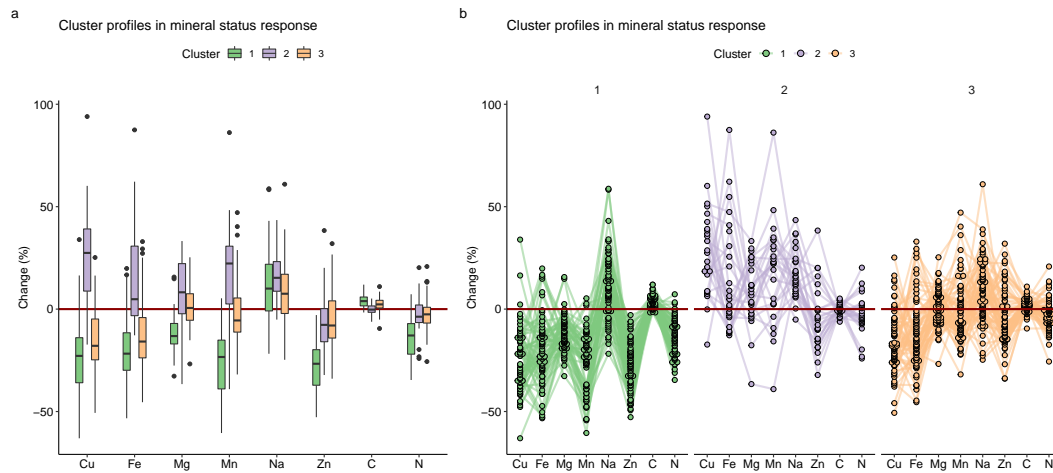 a
Cluster profiles in mineral status response
Cluster 1 2 3
Change (%)
100
50
0
−50
Cu Fe Mg Mn Na Zn C N
b
Cluster profiles in mineral status response
Cluster 1 2 3
1 2 3
Change (%)
100
50
0
−50
Cu Fe Mg Mn Na Zn C N Cu Fe Mg Mn Na Zn C N Cu Fe Mg Mn Na Zn C N